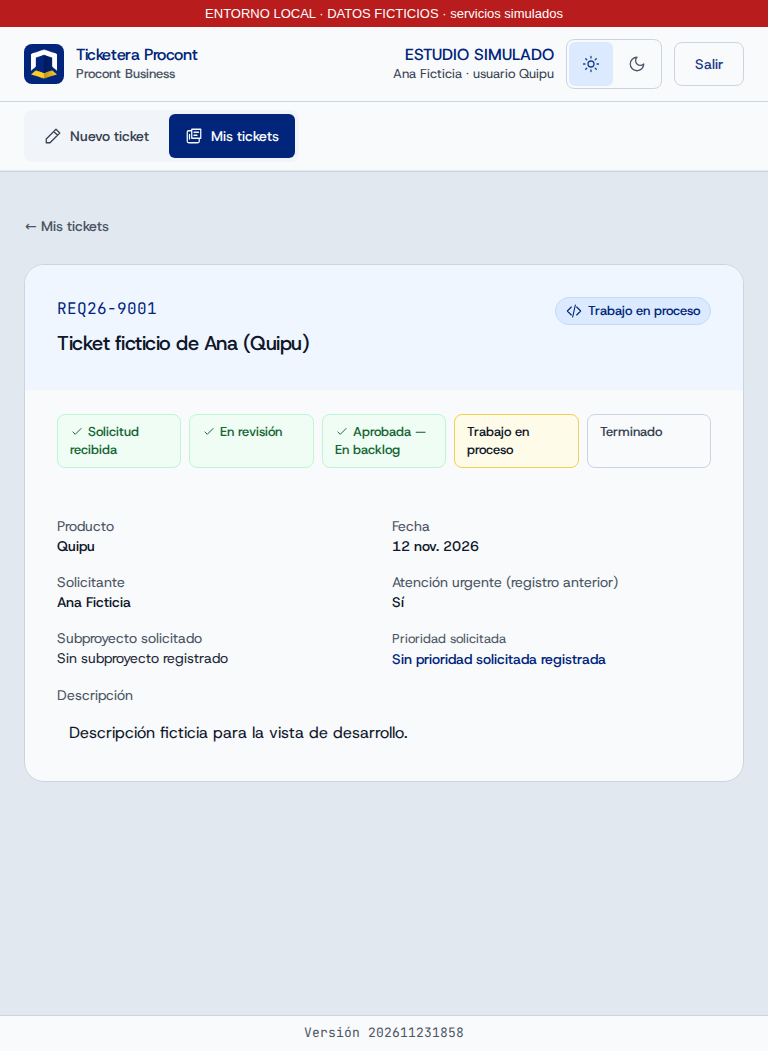 ENTORNO LOCAL · DATOS FICTICIOS · servicios simulados
Ticketera Procont
Procont Business
ESTUDIO SIMULADO
Ana Ficticia · usuario Quipu
Salir
Nuevo ticket
Mis tickets
← Mis tickets
REQ26-9001
Trabajo en proceso
Ticket ficticio de Ana (Quipu)
✓ Solicitud
recibida
✓ En revisión
✓ Aprobada —
En backlog
Trabajo en
proceso
Terminado
Producto
Quipu
Fecha
12 nov. 2026
Solicitante
Ana Ficticia
Atención urgente (registro anterior)
Sí
Subproyecto solicitado
Sin subproyecto registrado
Prioridad solicitada
Sin prioridad solicitada registrada
Descripción
Descripción ficticia para la vista de desarrollo.
Versión 202611231858